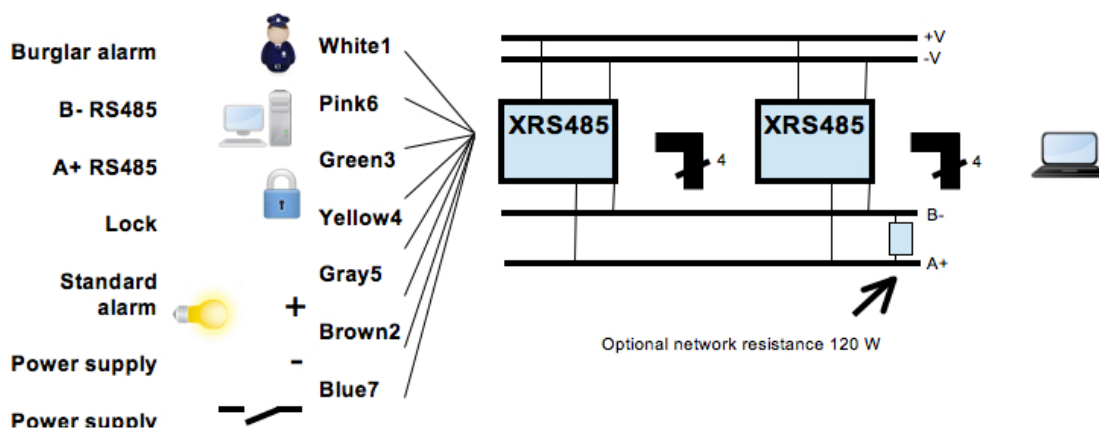 Burglar alarm
B- RS485
A+ RS485
Lock
Standard
alarm
Power supply
Power supply
+
-
White1
Pink6
Green3
Yellow4
Gray5
Brown2
Blue7
+V
-V
XRS485
XRS485
4
4
B-
A+
Optional network resistance 120 W